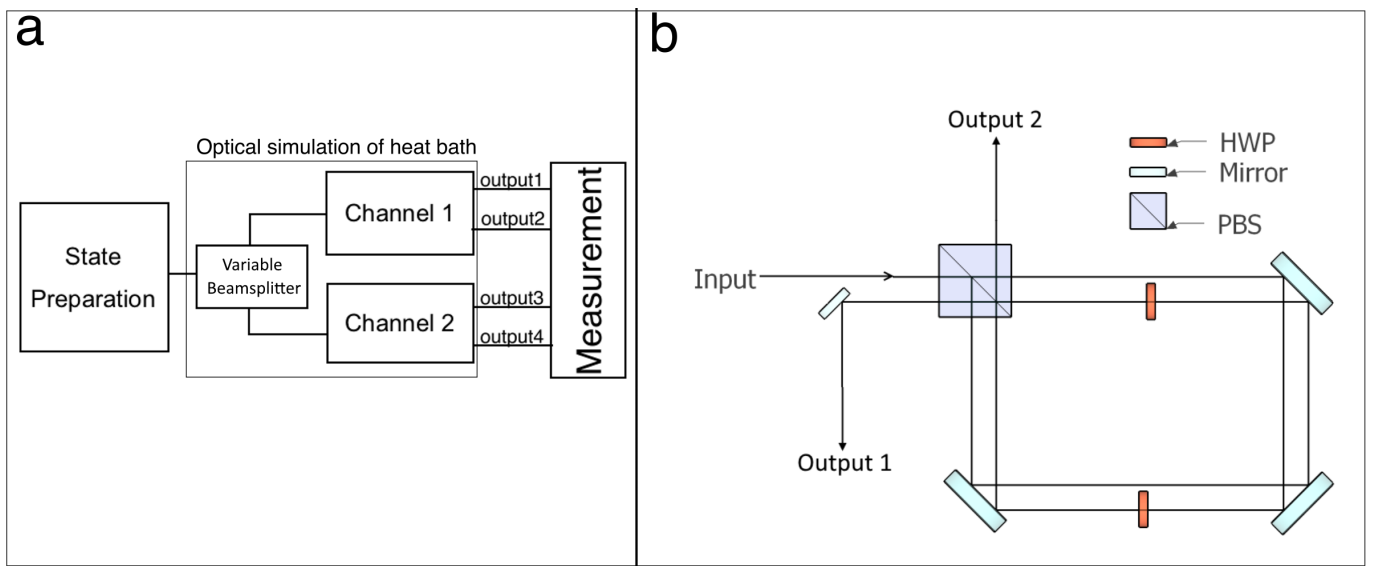 a
Optical simulation of heat bath
State
Preparation
Variable
Beamsplitter
Channel 1
Channel 2
output1
output2
output3
output4
Measurement
b
Output 2
HWP
Mirror
PBS
Input
Output 1